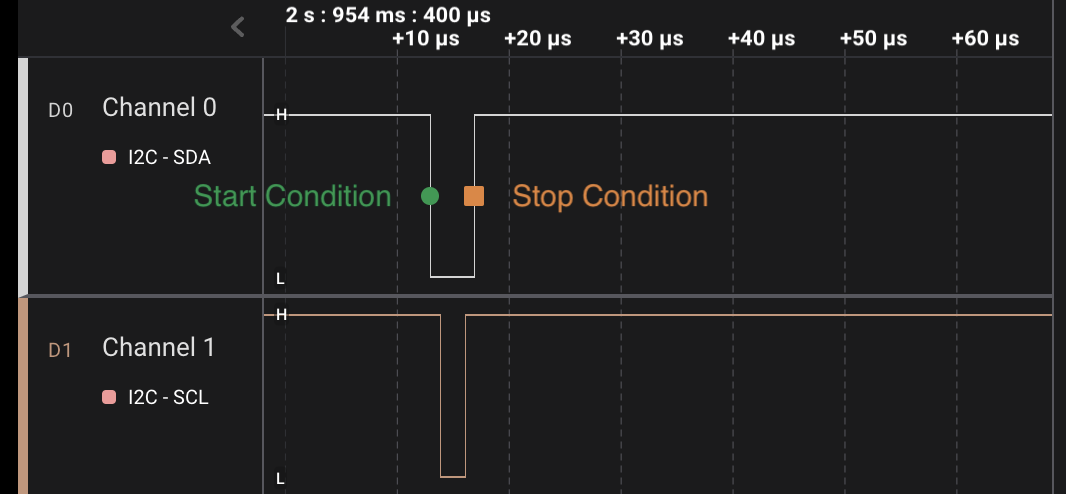 2 s : 954 ms : 400 µs
+10 µs +20 µs +30 µs +40 µs +50 µs +60 µs
D0 Channel 0
H
I2C - SDA
Start Condition Stop Condition
L
D1 Channel 1
H
I2C - SCL
L